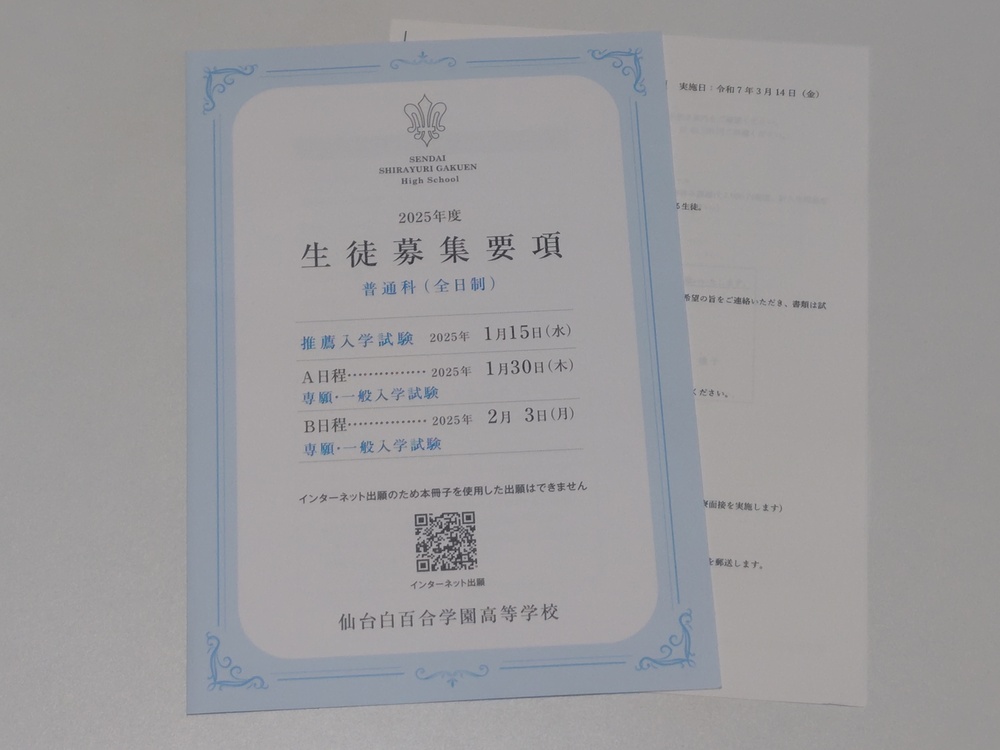 SENDAI
SHIRAYURI GAKUEN
High School
2025年度
生徒募集要項
普通科(全日制)
推薦入学試験 2025年 1月15日(水)
A日程・・・・・・・・・・・・・・・ 2025年 1月30日(木)
専願・一般入学試験
B日程・・・・・・・・・・・・・・・ 2025年 2月 3日(月)
専願・一般入学試験
インターネット出願のため本冊子を使用した出願はできません
インターネット出願
仙台白百合学園高等学校
実施日:令和7年3月14日(金)
る生徒。
希望の旨をご連絡いただき、書類は試
ください。
面接を実施します)
を郵送します。